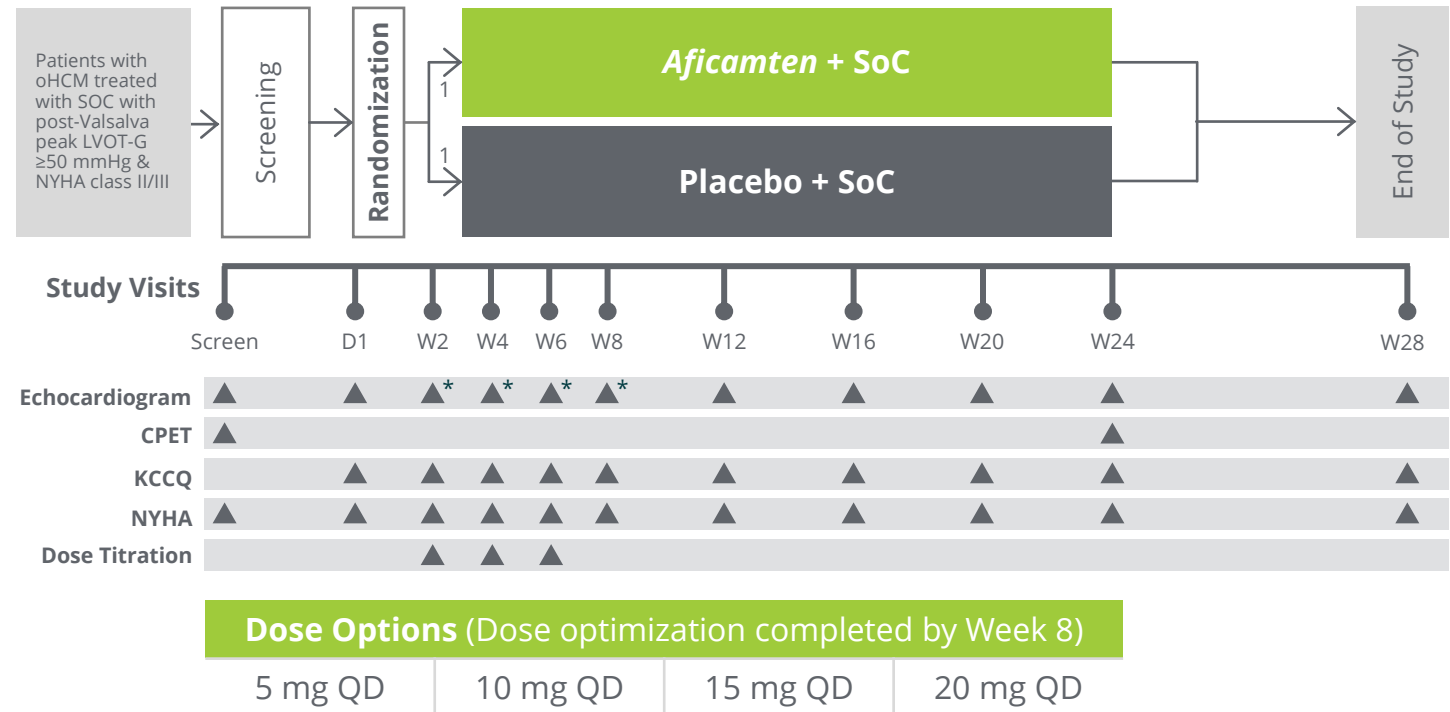 Patients with
oHCM treated
with SOC with
post-Valsalva
peak LVOT-G
≥50 mmHg &
NYHA class II/III
Screening
Randomization
1
1
Aficamten + SoC
Placebo + SoC
End of Study
Study Visits
Screen D1 W2 W4 W6 W8 W12 W16 W20 W24 W28
Echocardiogram * * * *
CPET
KCCQ
NYHA
Dose Titration
Dose Options (Dose optimization completed by Week 8)
5 mg QD 10 mg QD 15 mg QD 20 mg QD